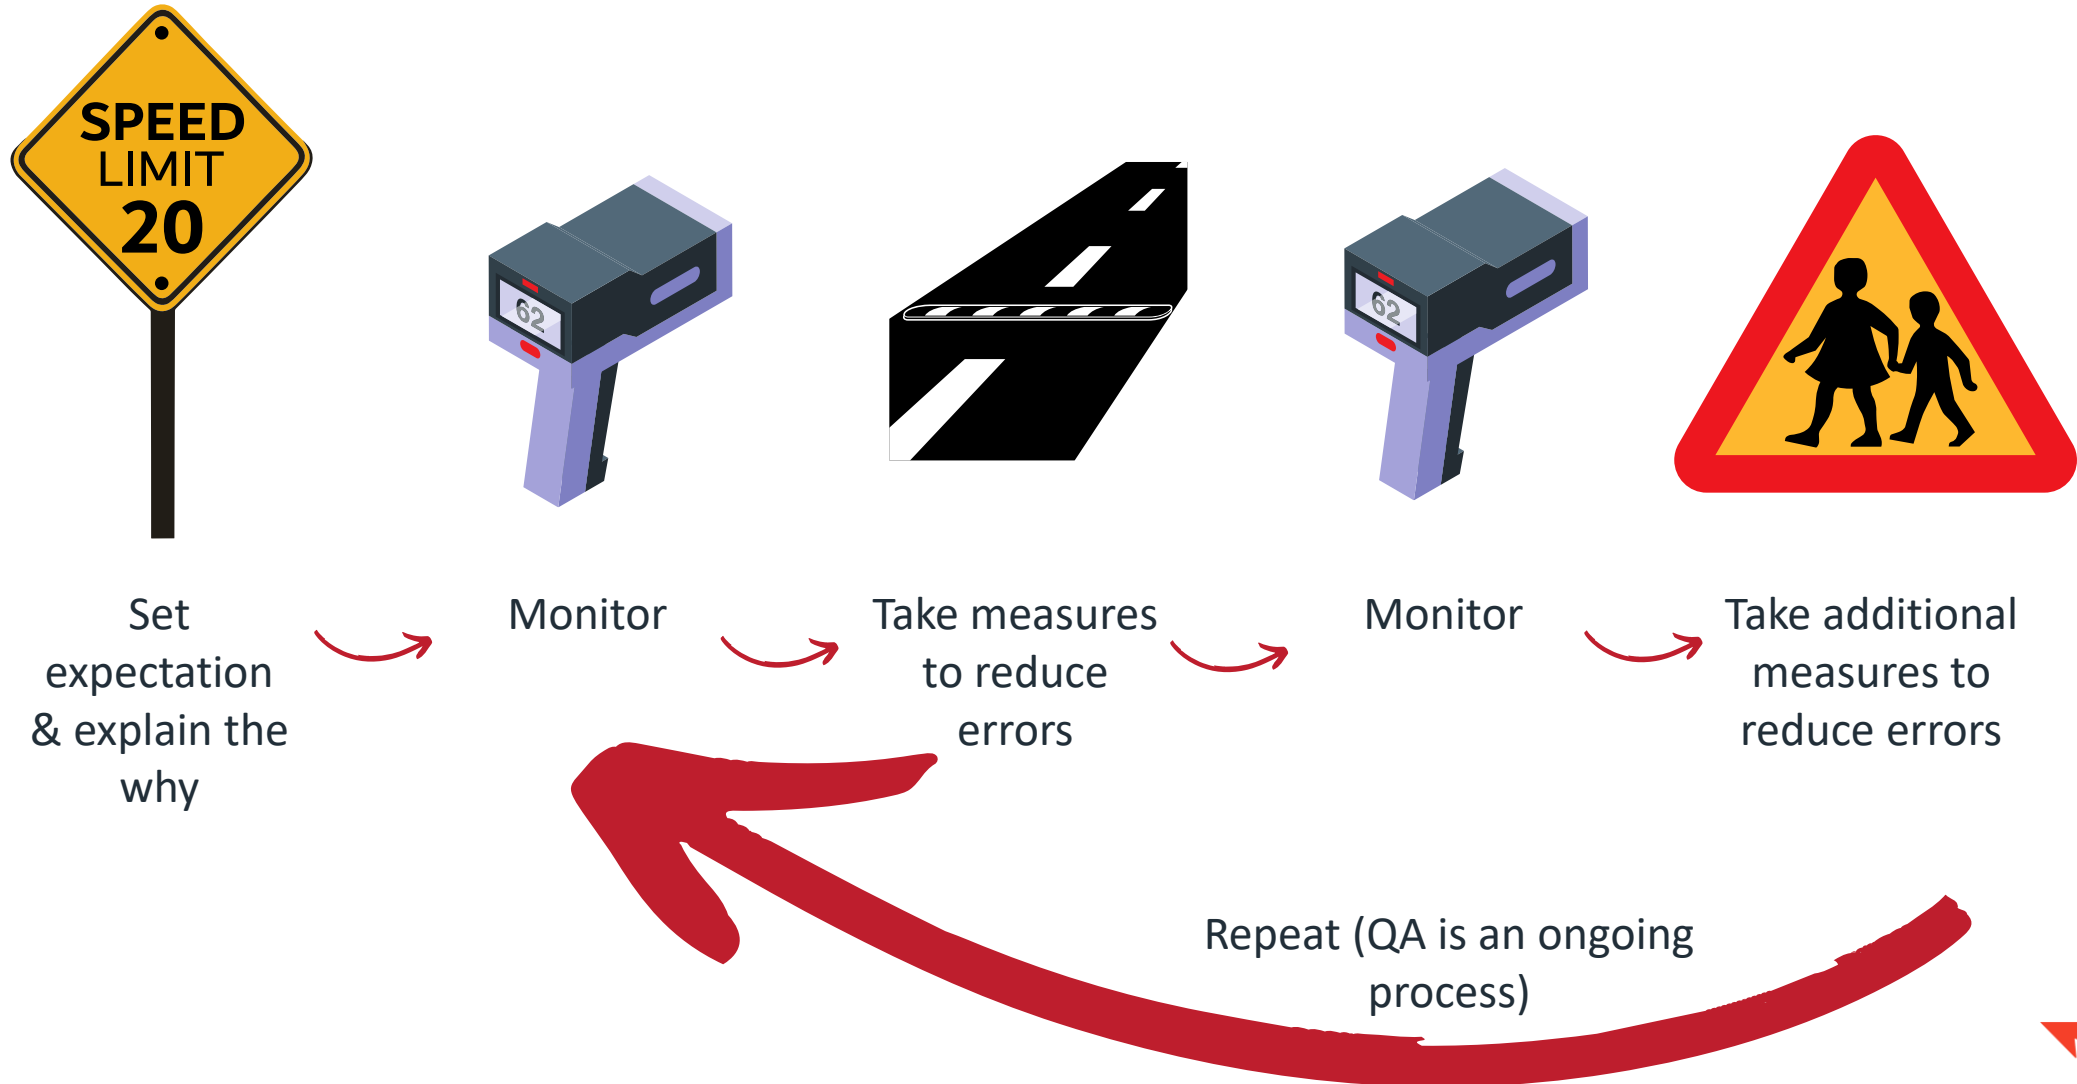 SPEED
LIMIT
20
62
62
Set
expectation
& explain the
why
Monitor
Take measures
to reduce
errors
Monitor
Take additional
measures to
reduce errors
Repeat (QA is an ongoing
process)